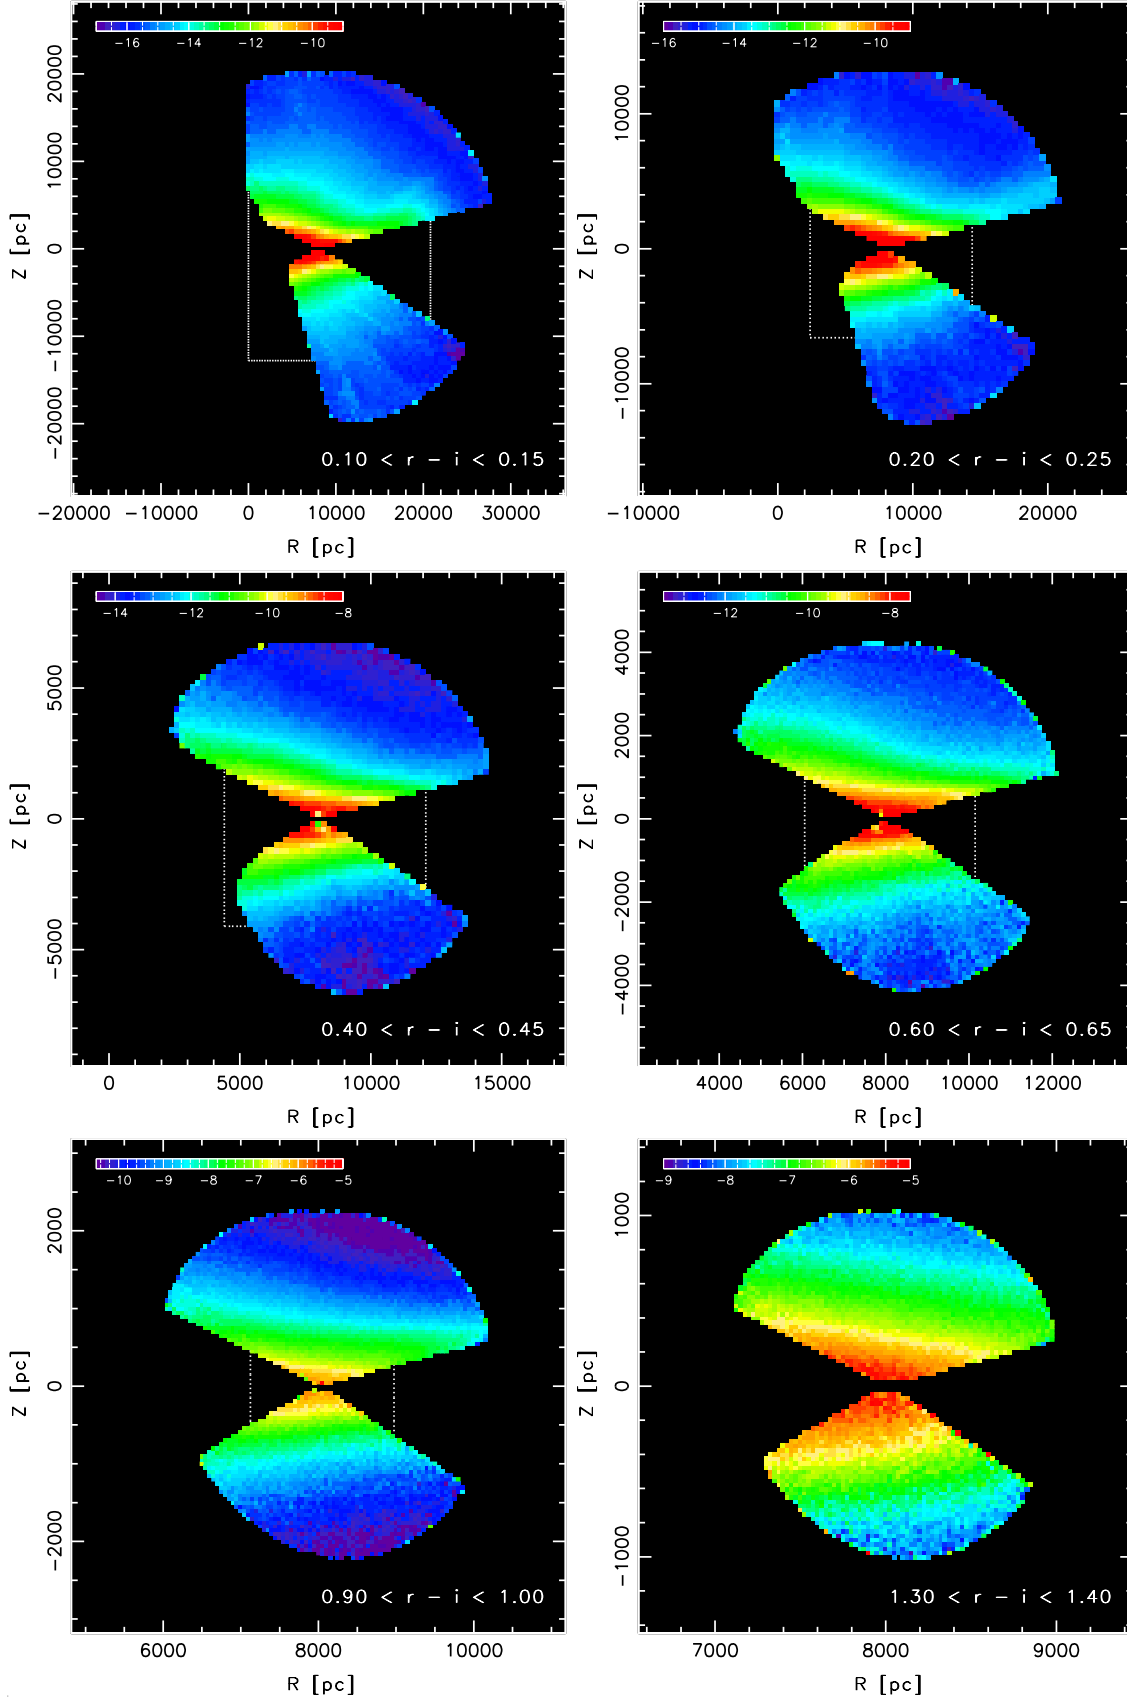 −16 −14 −12 −10
20000
10000
0
−10000
−20000
Z [pc]
0.10 < r − i < 0.15
−20000 −10000 0 10000 20000 30000
R [pc]
−16 −14 −12 −10
10000
0
−10000
Z [pc]
0.20 < r − i < 0.25
−10000 0 10000 20000
R [pc]
−14 −12 −10 −8
5000
0
−5000
Z [pc]
0.40 < r − i < 0.45
0 5000 10000 15000
R [pc]
−12 −10 −8
4000
2000
0
−2000
−4000
Z [pc]
0.60 < r − i < 0.65
4000 6000 8000 10000 12000
R [pc]
−10 −9 −8 −7 −6 −5
2000
0
−2000
Z [pc]
0.90 < r − i < 1.00
6000 8000 10000
R [pc]
−9 −8 −7 −6 −5
1000
0
−1000
Z [pc]
1.30 < r − i < 1.40
7000 8000 9000
R [pc]